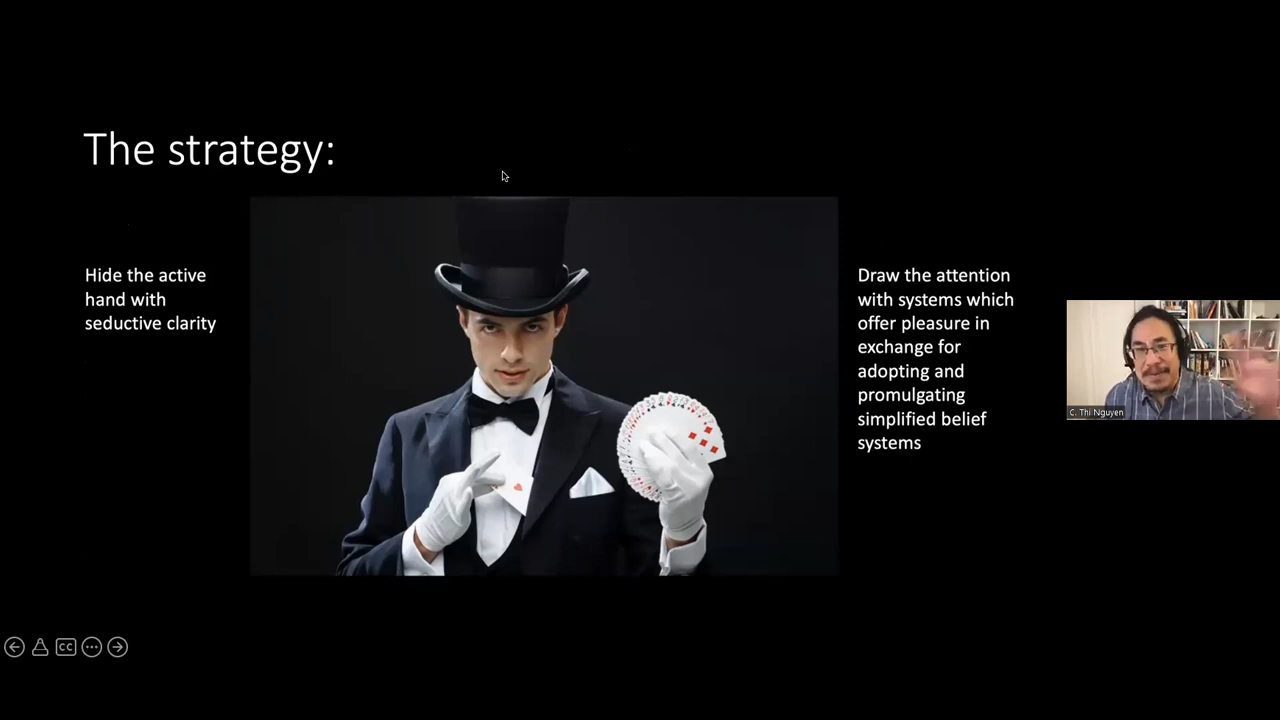 The strategy:
Hide the active
hand with
seductive clarity
Draw the attention
with systems which
offer pleasure in
exchange for
adopting and
promulgating
simplified belief
systems
C. Thi Nguyen
CC